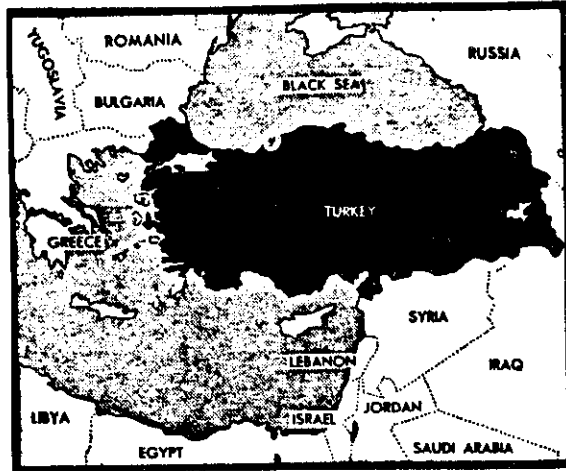 ROMANIA
RUSSIA
YUGOSLAVIA
BLACK SEA
BULGARIA
TURKEY
GREECE
SYRIA
LEBANON
IRAQ
JORDAN
LIBYA
ISRAEL
EGYPT
SAUDI ARABIA